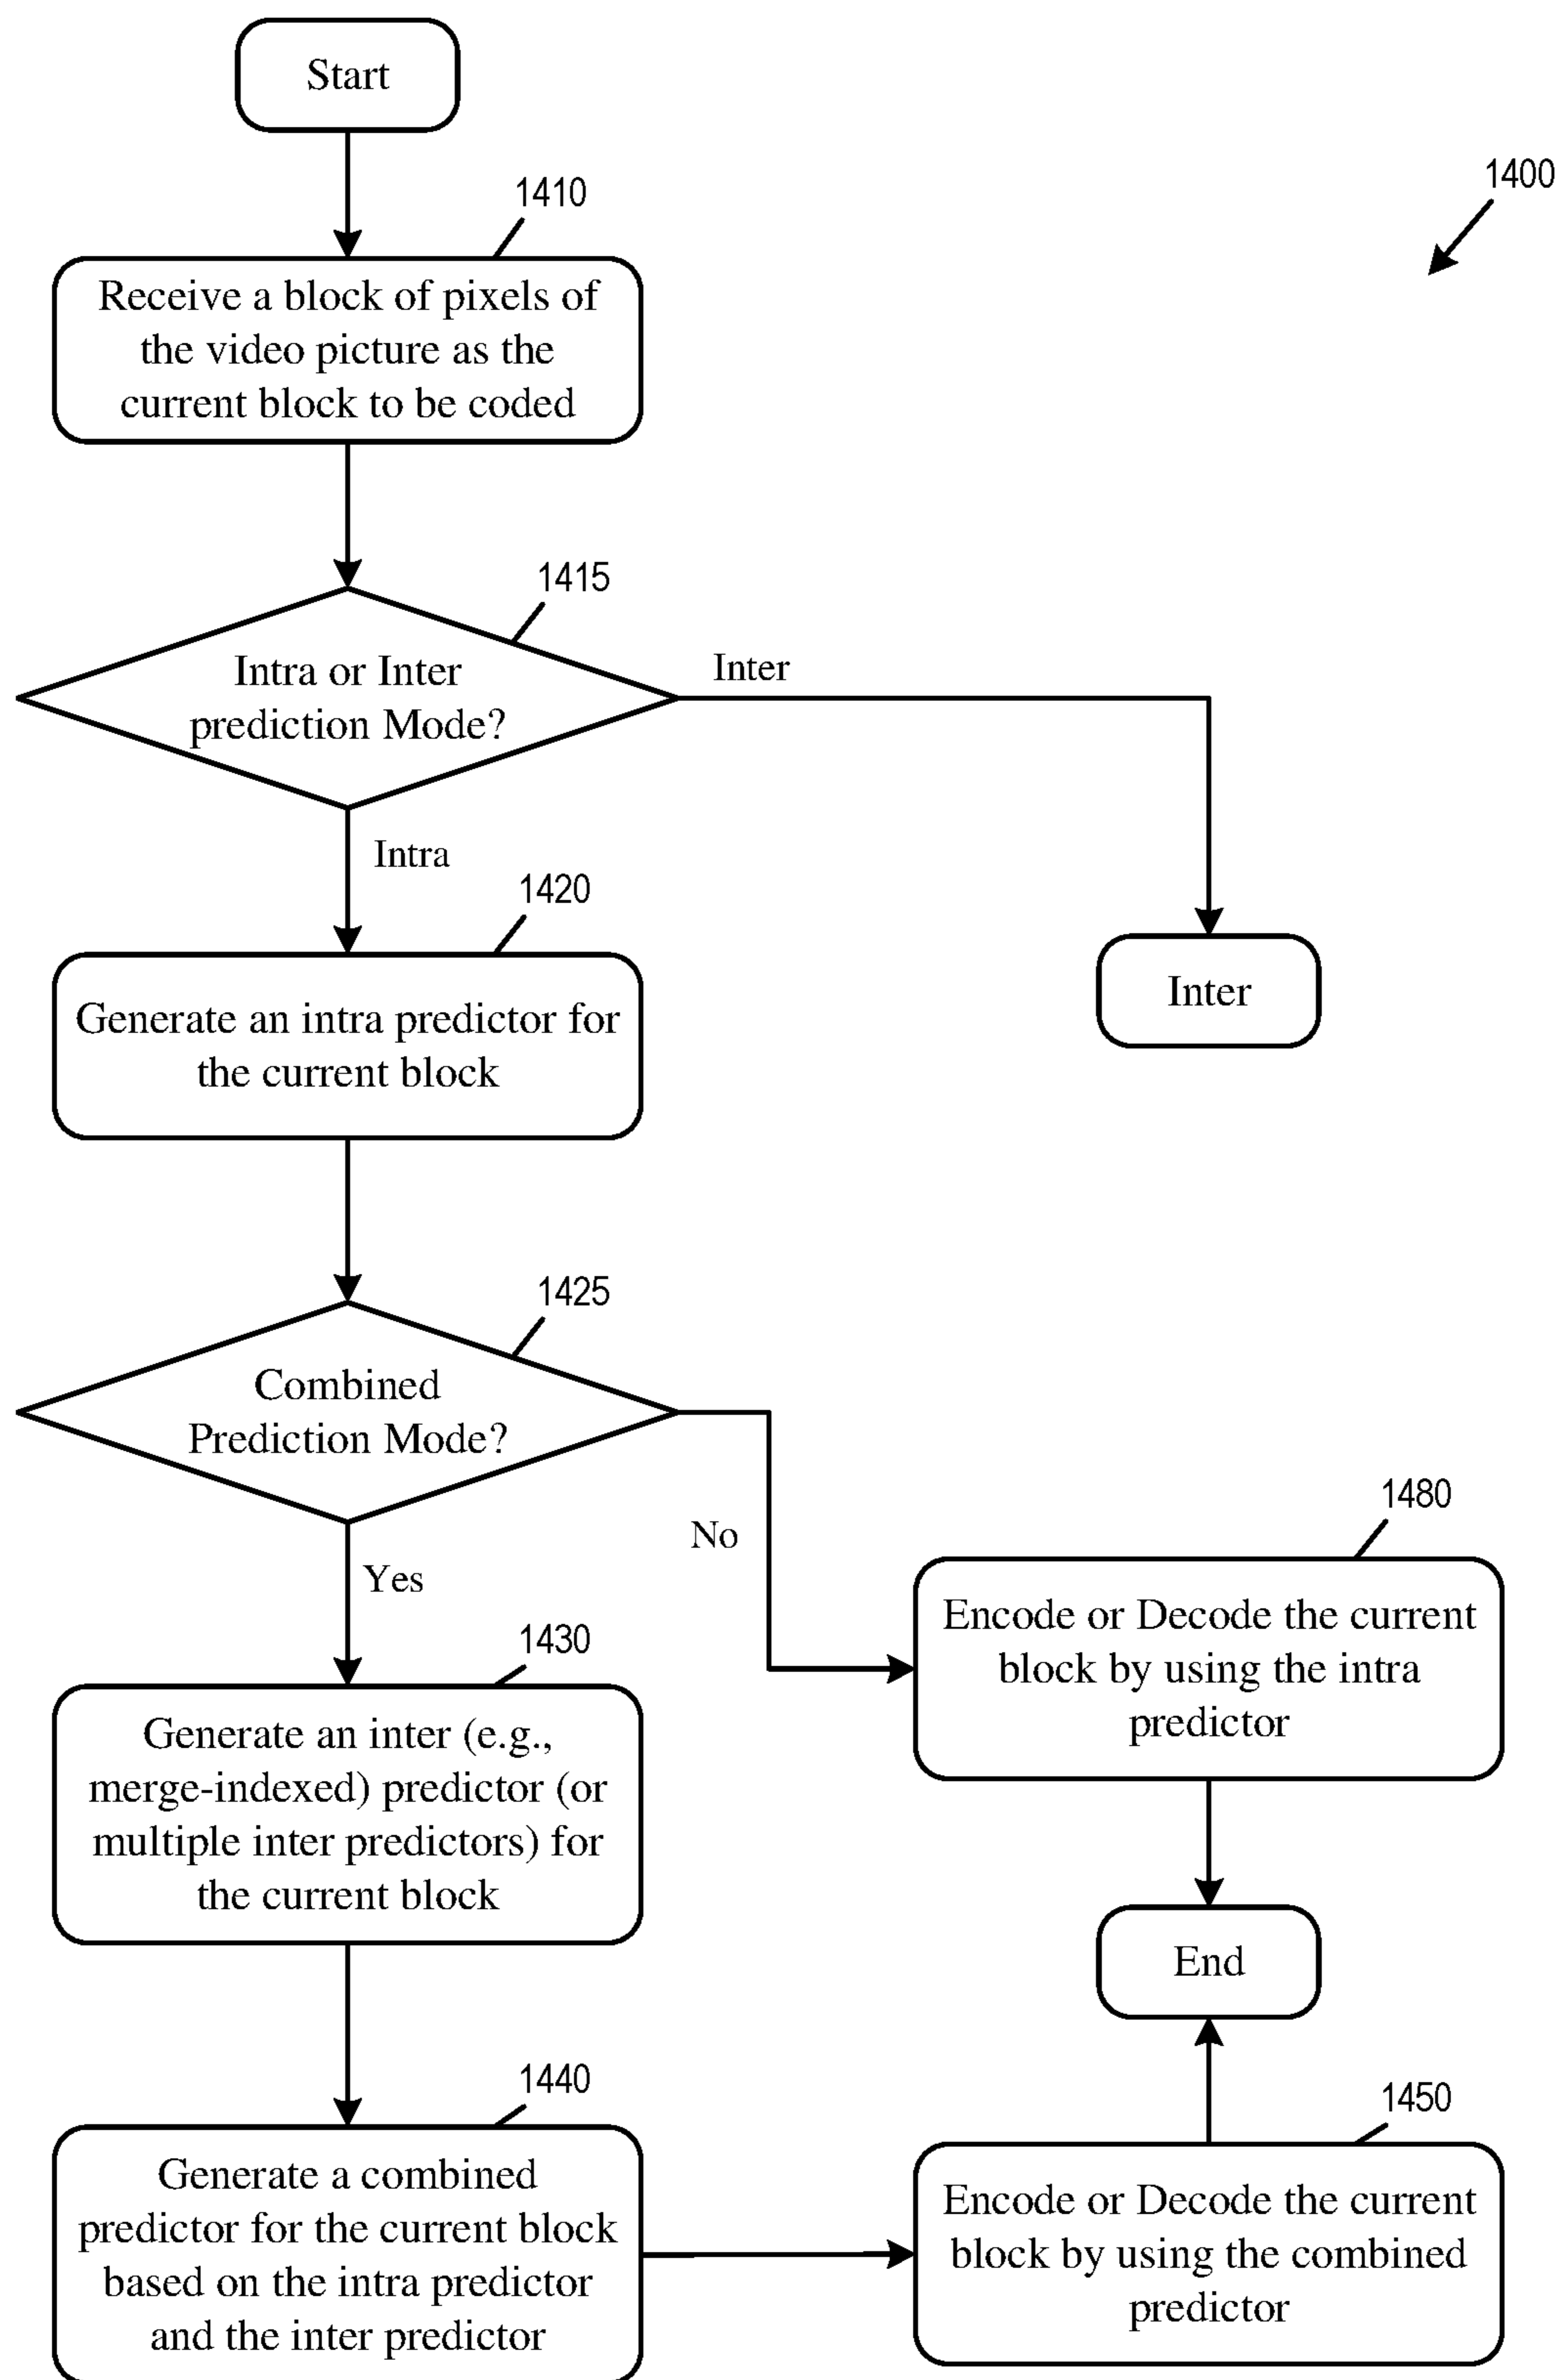 Start
1400
1410
Receive a block of pixels of
the video picture as the
current block to be coded
1415
Intra or Inter
prediction Mode?
Inter
Intra
1420
Generate an intra predictor for
the current block
Inter
1425
Combined
Prediction Mode?
No
Yes
1480
Encode or Decode the current
block by using the intra
predictor
1430
Generate an inter (e.g.,
merge-indexed) predictor (or
multiple inter predictors) for
the current block
End
1440
Generate a combined
predictor for the current block
based on the intra predictor
and the inter predictor
1450
Encode or Decode the current
block by using the combined
predictor